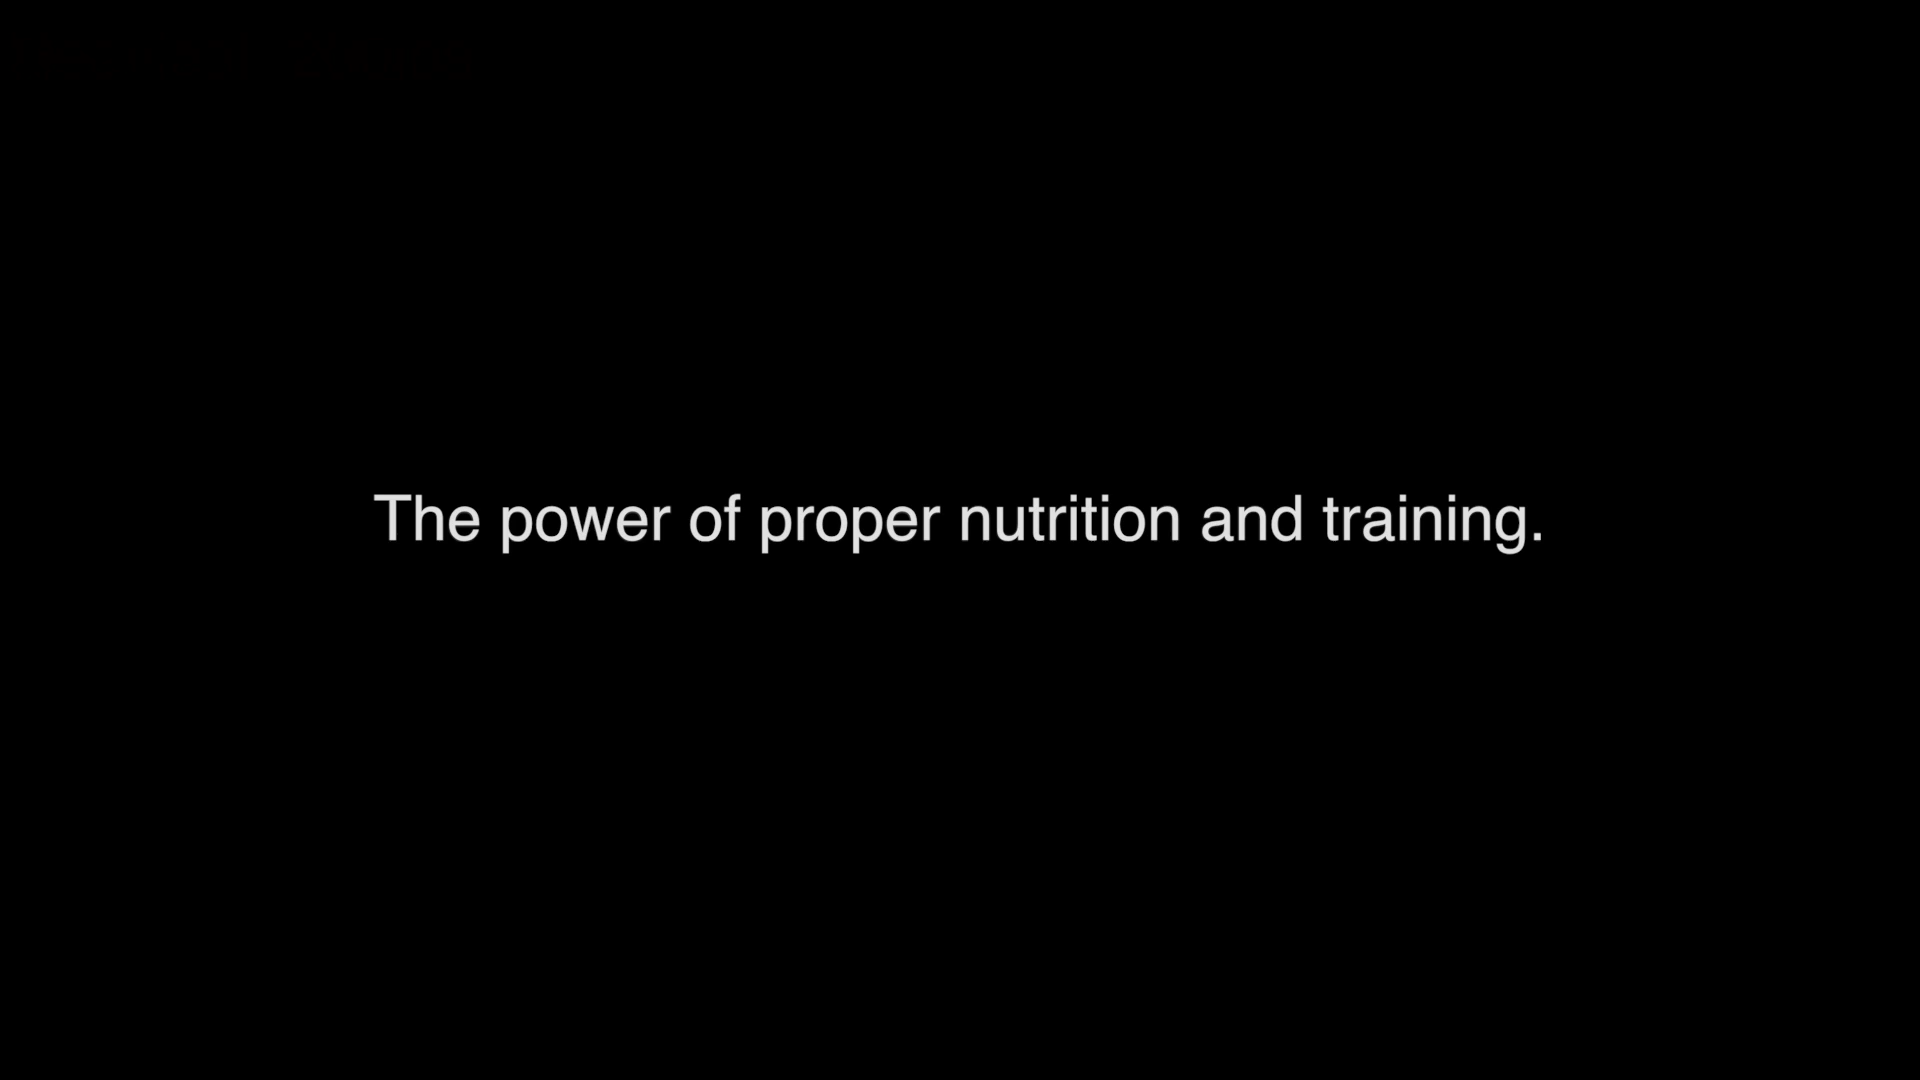 The power of proper nutrition and training.